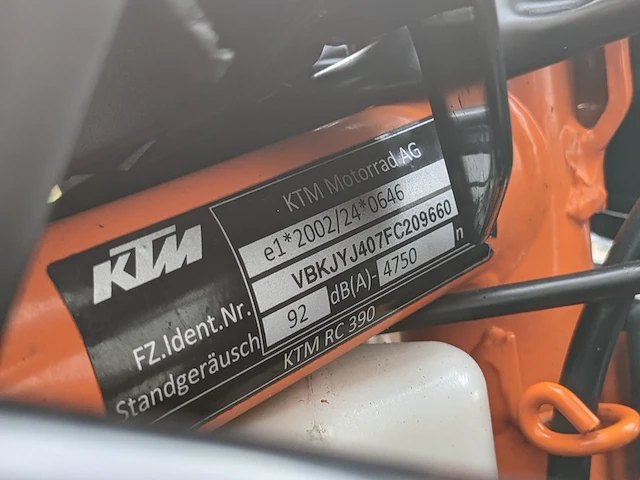 KTM
KTM Motorrad AG
e1*2002/24*0646
FZ.Ident.Nr. VBKJYJ407FC209660
Standgeräusch 92 dB(A)- 4750
KTM RC 390